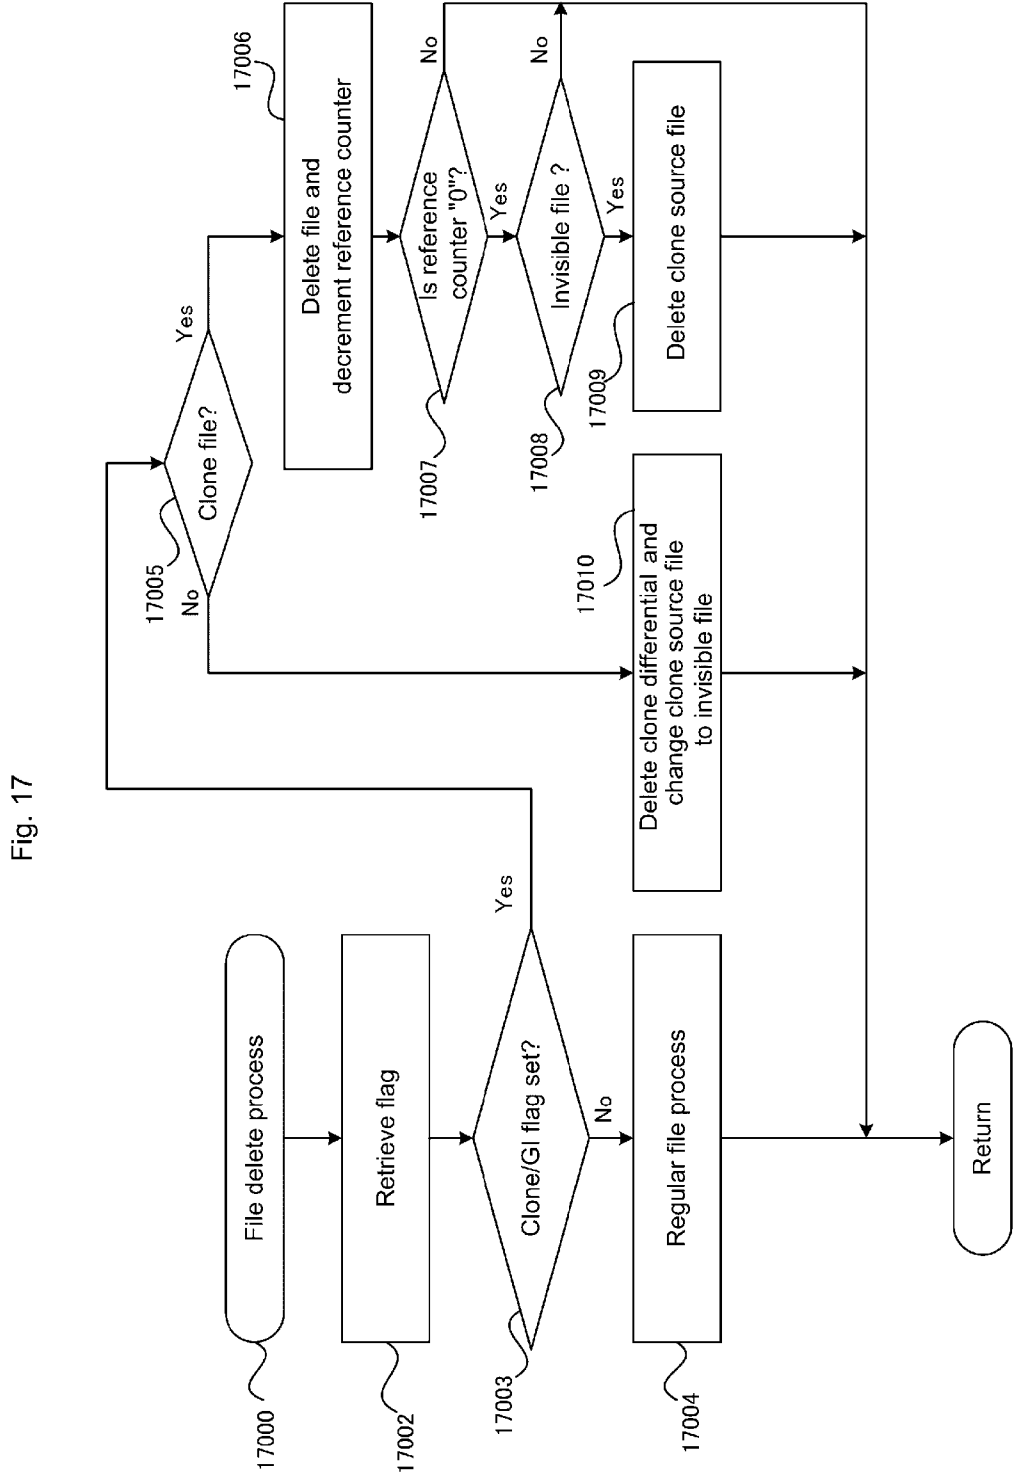 Fig. 17
File delete process
17000
Retrieve flag
17002
Clone/GI flag set?
17003
Yes
No
Regular file process
17004
Return
Clone file?
17005
Yes
No
Delete file and
decrement reference counter
17006
Is reference
counter "0"?
17007
No
Yes
Invisible file ?
17008
No
Yes
Delete clone source file
17009
Delete clone differential and
change clone source file
to invisible file
17010